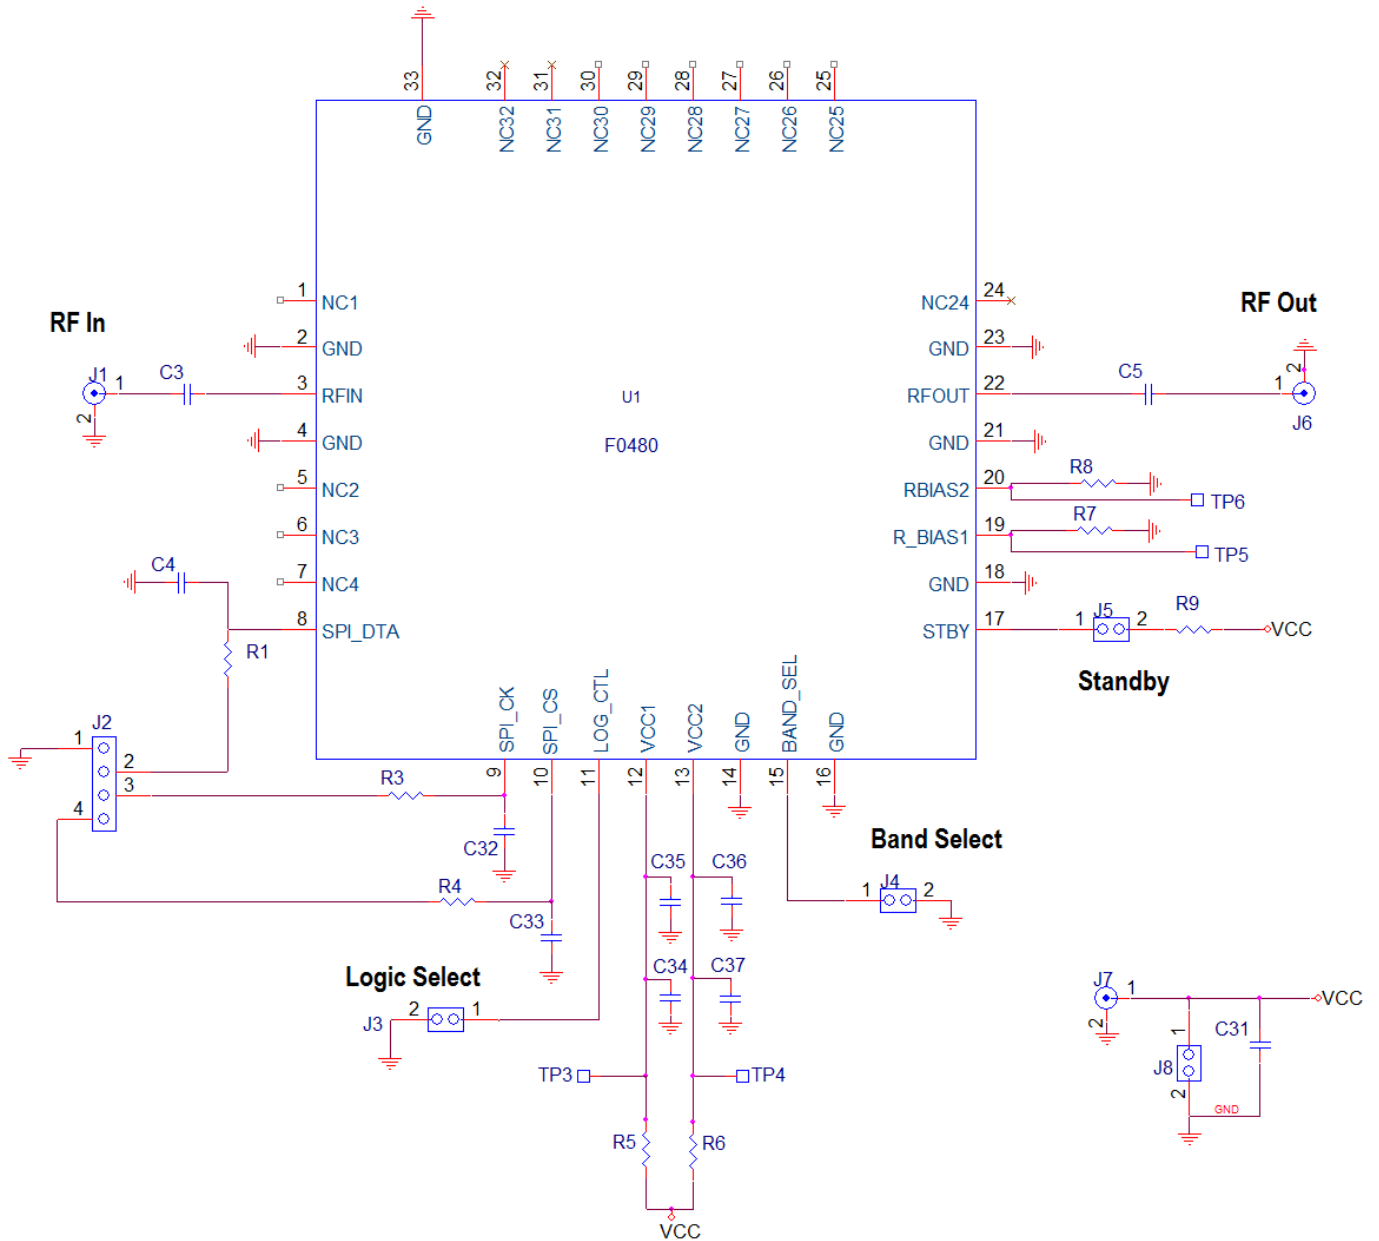 33
32
31
30
29
28
27
26
25
GND
NC32
NC31
NC30
NC29
NC28
NC27
NC26
NC25
RF In
J1
1
2
C3
1
NC1
2
GND
3
RFIN
4
GND
5
NC2
6
NC3
7
NC4
8
SPI_DTA
U1
F0480
NC24
24
GND
23
RFOUT
22
GND
21
RBIAS2
20
R_BIAS1
19
GND
18
STBY
17
RF Out
C5
1
2
J6
R8
TP6
R7
TP5
J5
1
2
R9
VCC
Standby
C4
R1
J2
1
2
3
4
R3
C32
R4
C33
SPI_CK
SPI_CS
LOG_CTL
VCC1
VCC2
GND
BAND_SEL
GND
9
10
11
12
13
14
15
16
C35
C36
C34
C37
Band Select
J4
1
2
Logic Select
J3
2
1
TP3
TP4
R5
R6
VCC
J7
1
2
VCC
1
J8
2
C31
GND